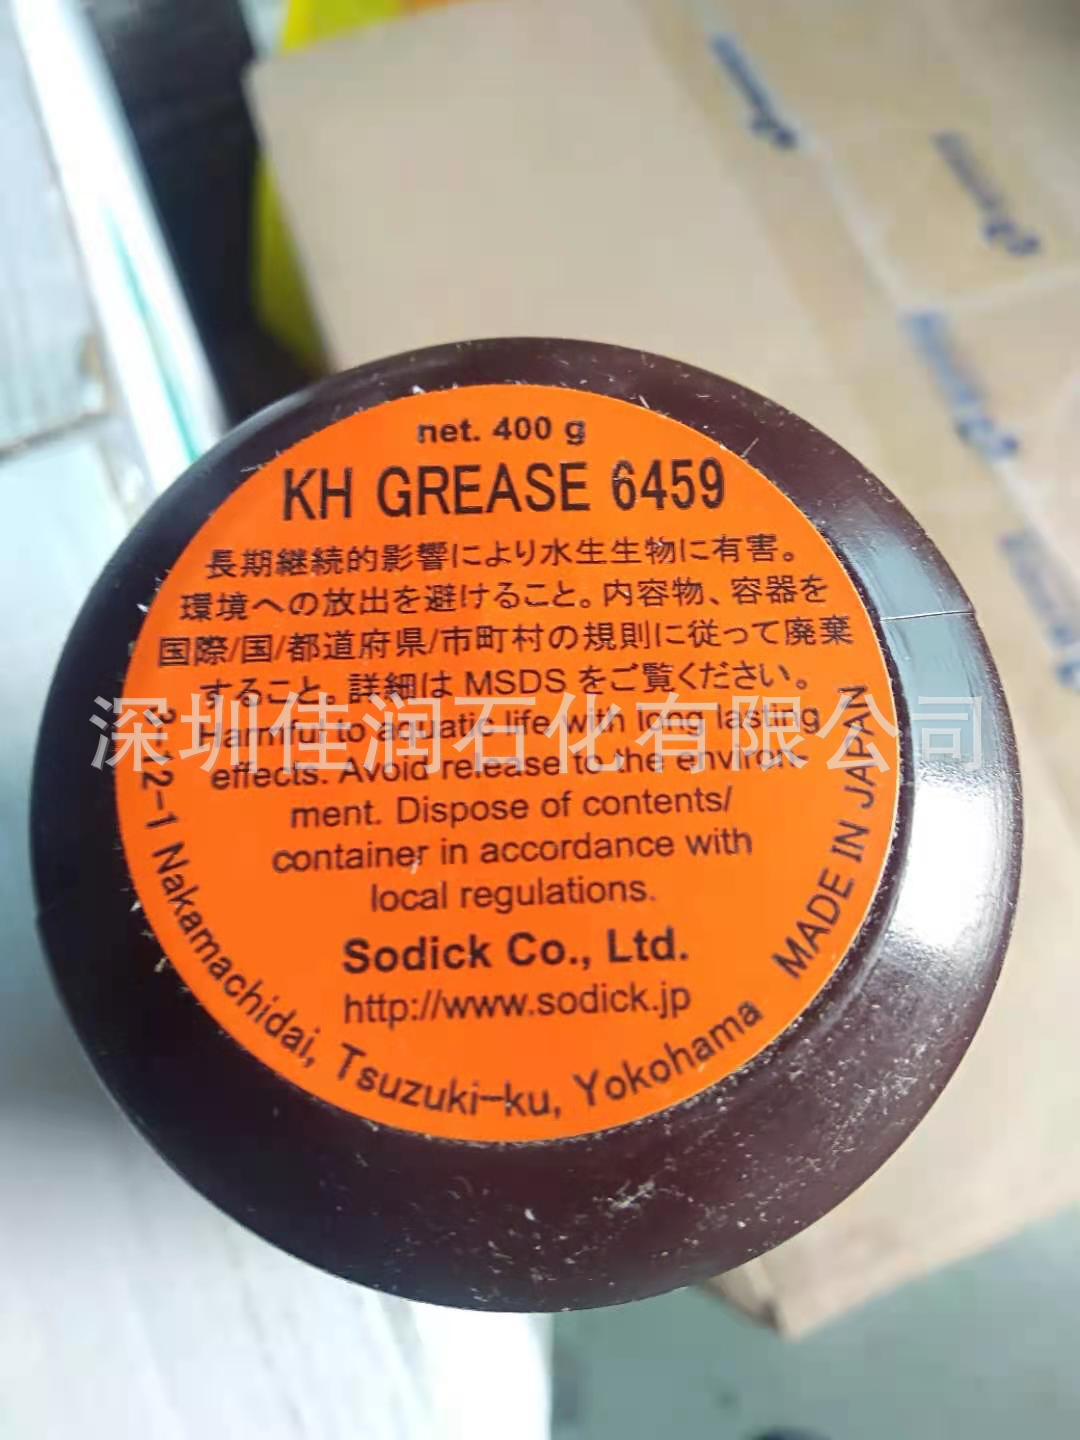 net. 400 g
KH GREASE 6459
長期継続的影響により水生生物に有害。
環境への放出を避けること。内容物、容器を
国際/国/都道府県/市町村の規則に従って廃棄
すること。詳細は MSDS をご覧ください。
深圳佳润石化有限公司
Harmful to aquatic life with long lasting
effects. Avoid release to the environ-
ment. Dispose of contents/
container in accordance with
local regulations.
Sodick Co., Ltd.
http://www.sodick.jp
Nakamachidai, Tsuzuki-ku, Yokohama MADE IN JAPAN